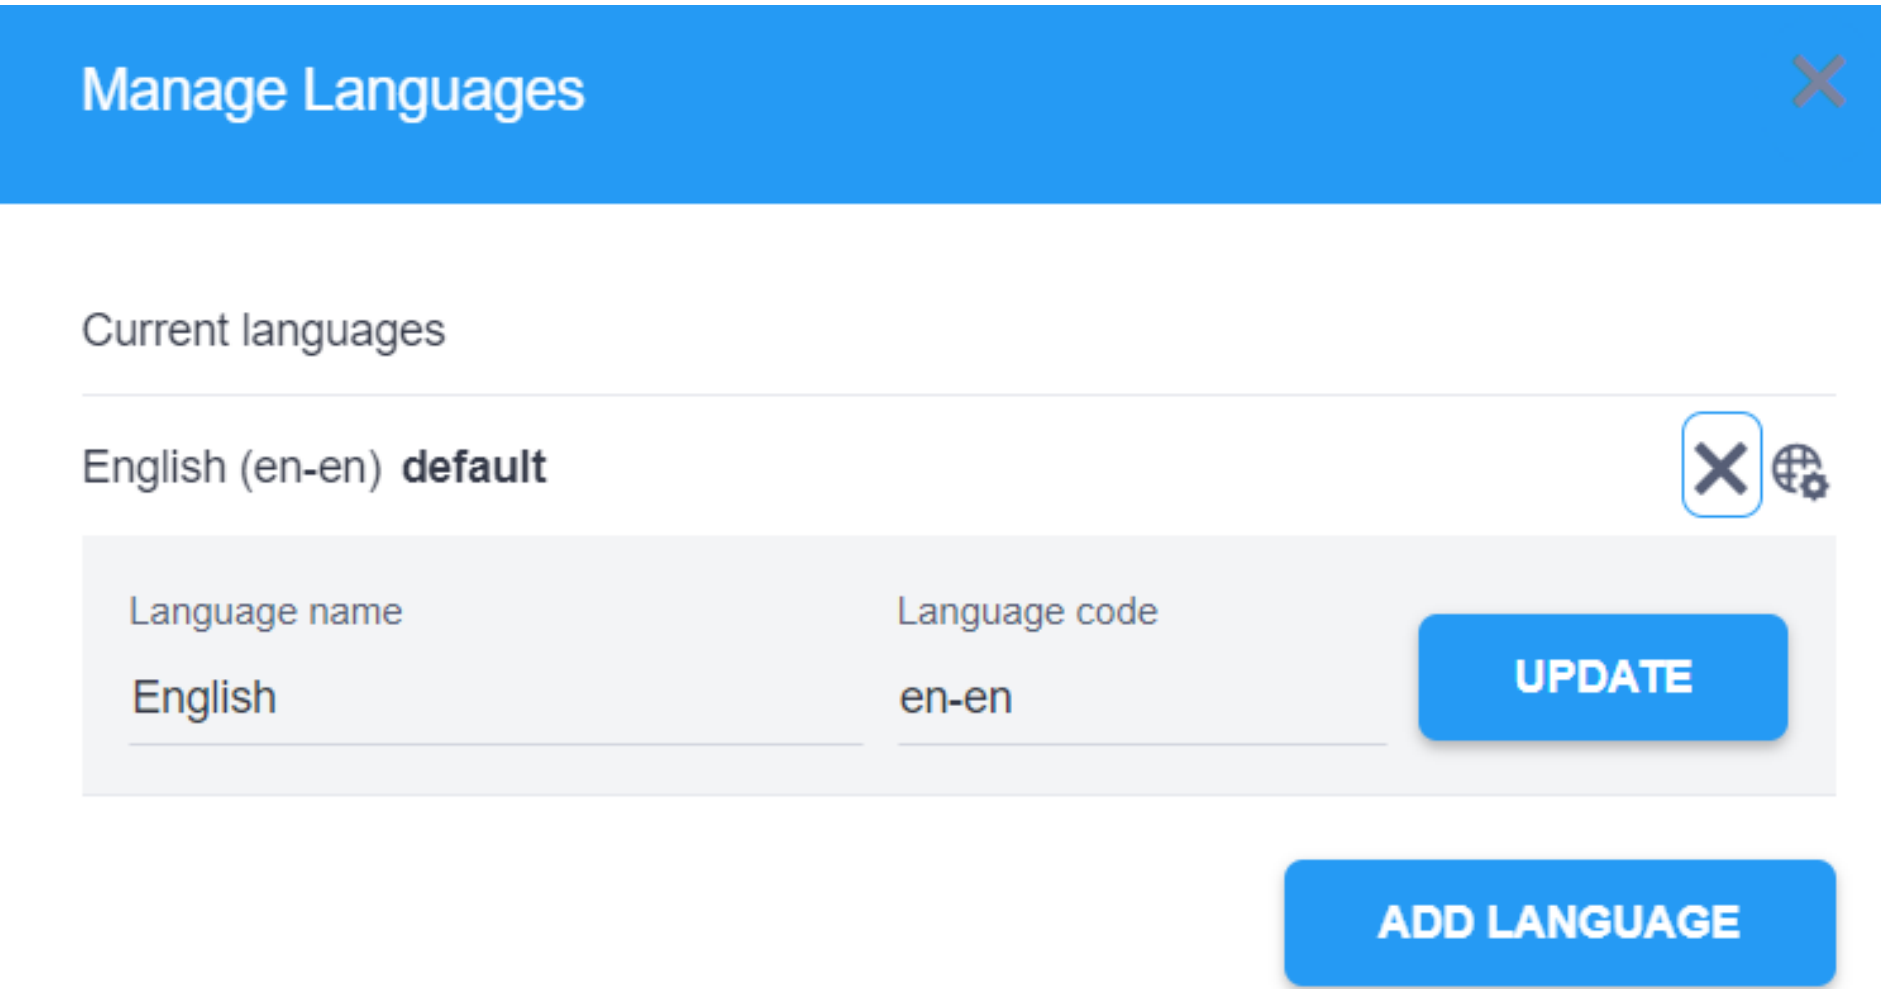 Manage Languages
Current languages
English (en-en) default
Language name
Language code
English
en-en
UPDATE
ADD LANGUAGE